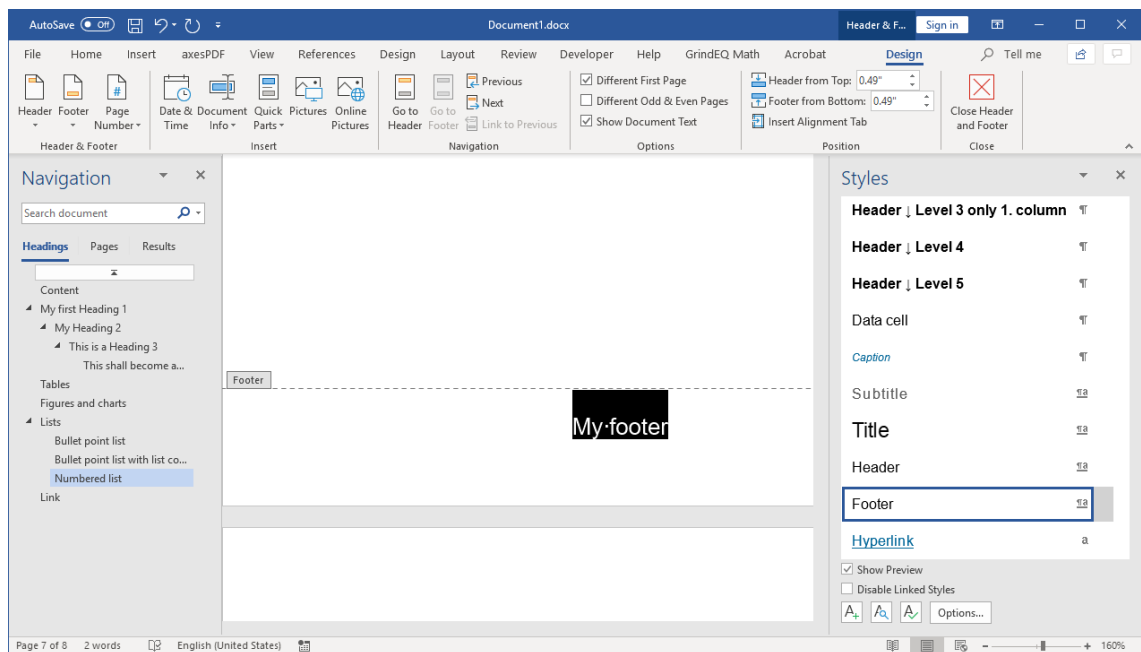 AutoSave Off Document1.docx Header & F... Sign in
File Home Insert axesPDF View References Design Layout Review Developer Help GrindEQ Math Acrobat Design Tell me
Header Footer Page Number
Header & Footer
Date & Time Document Info Quick Parts Pictures Online Pictures
Insert
Go to Header Go to Footer Previous Next Link to Previous
Navigation
Different First Page
Different Odd & Even Pages
Show Document Text
Options
Header from Top: 0.49"
Footer from Bottom: 0.49"
Insert Alignment Tab
Position
Close Header and Footer
Close
Navigation
Search document
Headings Pages Results
Content
My first Heading 1
My Heading 2
This is a Heading 3
This shall become a...
Tables
Figures and charts
Lists
Bullet point list
Bullet point list with list co...
Numbered list
Link
Footer
My·footer
Styles
Header ↓ Level 3 only 1. column ¶
Header ↓ Level 4 ¶
Header ↓ Level 5 ¶
Data cell ¶
Caption ¶
Subtitle ¶a
Title ¶a
Header ¶a
Footer ¶a
Hyperlink a
Show Preview
Disable Linked Styles
Options...
Page 7 of 8 2 words English (United States) 160%